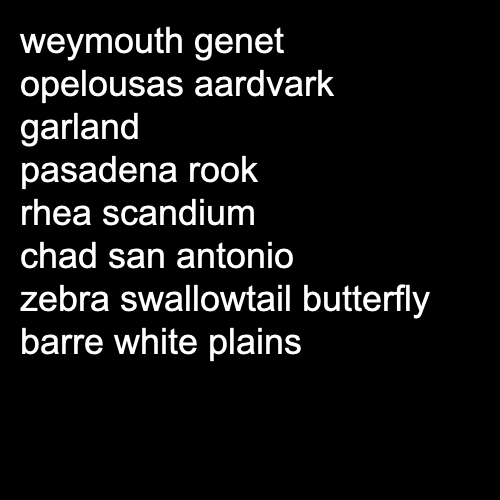 weymouth genet
opelousas aardvark
garland
pasadena rook
rhea scandium
chad san antonio
zebra swallowtail butterfly
barre white plains